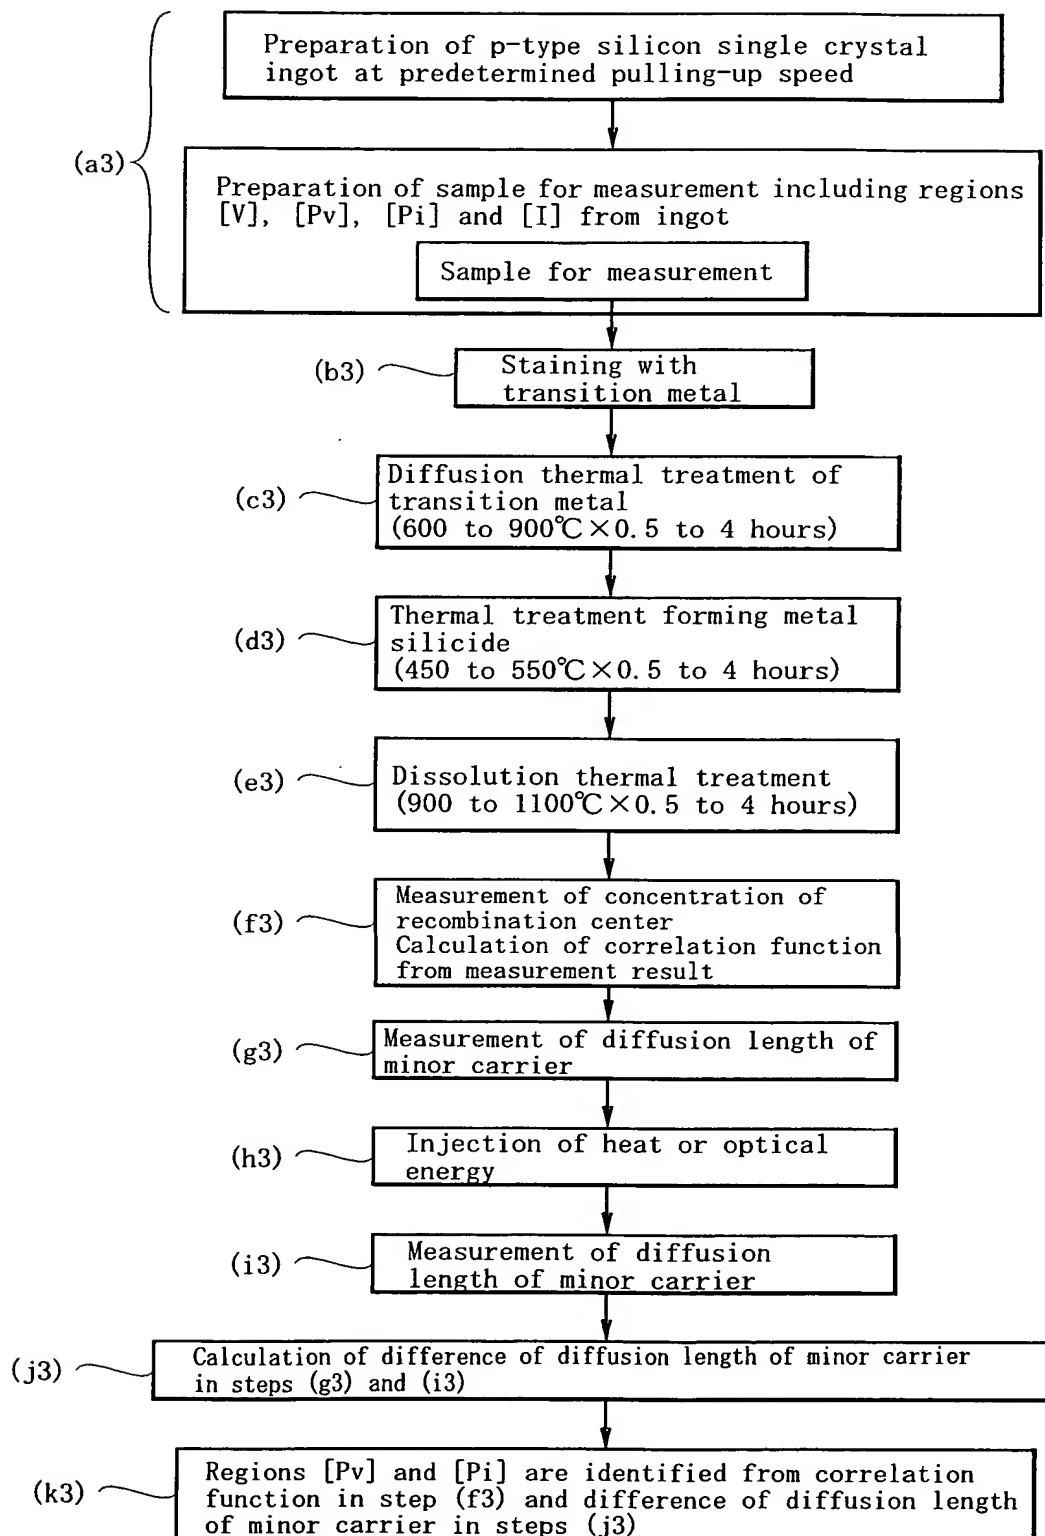 Preparation of p-type silicon single crystal
ingot at predetermined pulling-up speed
(a3)
Preparation of sample for measurement including regions
[V], [Pv], [Pi] and [I] from ingot
Sample for measurement
(b3)
Staining with
transition metal
(c3)
Diffusion thermal treatment of
transition metal
(600 to 900℃×0.5 to 4 hours)
(d3)
Thermal treatment forming metal
silicide
(450 to 550℃×0.5 to 4 hours)
(e3)
Dissolution thermal treatment
(900 to 1100℃×0.5 to 4 hours)
(f3)
Measurement of concentration of
recombination center
Calculation of correlation function
from measurement result
(g3)
Measurement of diffusion length of
minor carrier
(h3)
Injection of heat or optical
energy
(i3)
Measurement of diffusion
length of minor carrier
(j3)
Calculation of difference of diffusion length of minor carrier
in steps (g3) and (i3)
(k3)
Regions [Pv] and [Pi] are identified from correlation
function in step (f3) and difference of diffusion length
of minor carrier in steps (j3)